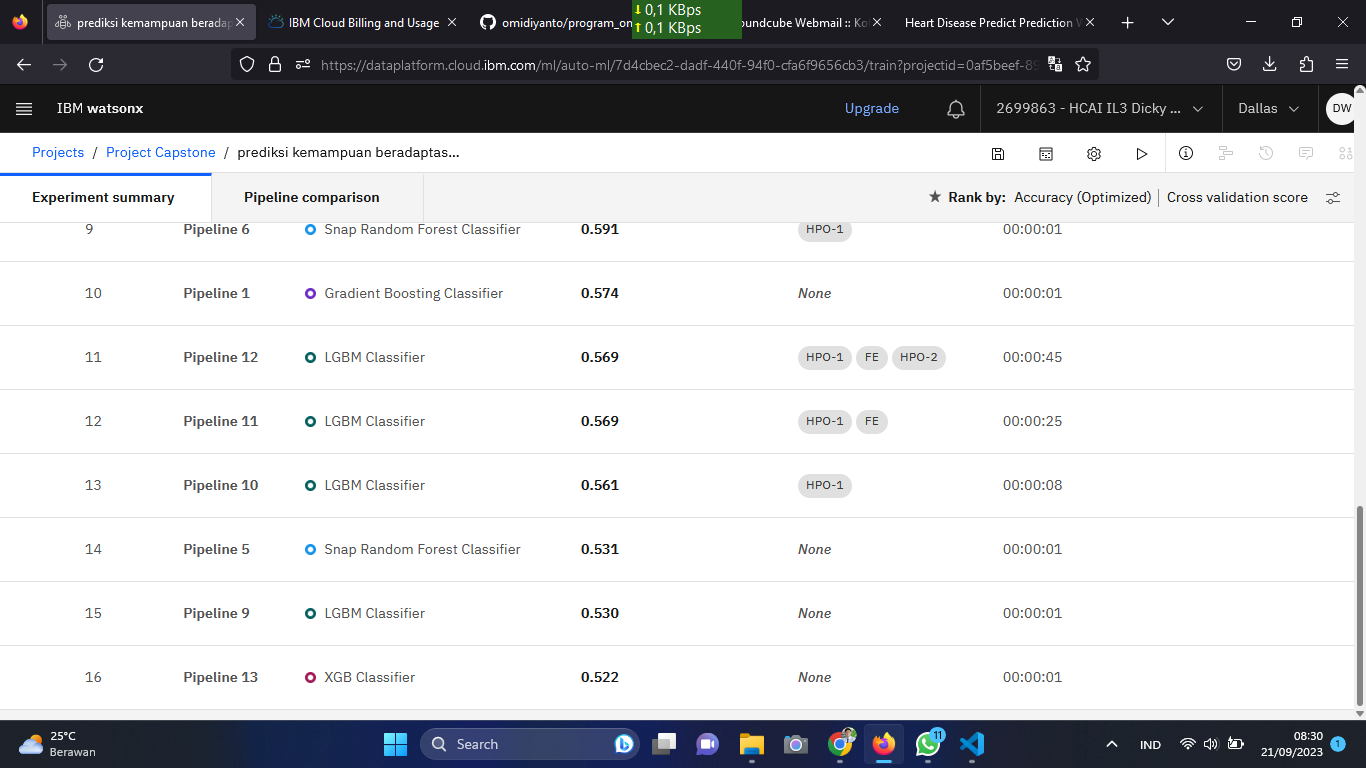 prediksi kemampuan beradap
IBM Cloud Billing and Usage
omidiyanto/program_on
0,1 KBps
0,1 KBps
oundcube Webmail :: Ko
Heart Disease Predict Prediction
https://dataplatform.cloud.ibm.com/ml/auto-ml/7d4cbec2-dadf-440f-94f0-cfa6f9656cb3/train?projectid=0af5beef-8
IBM watsonx
Upgrade
2699863 - HCAI IL3 Dicky ...
Dallas
DW
Projects / Project Capstone / prediksi kemampuan beradaptas...
Experiment summary
Pipeline comparison
Rank by: Accuracy (Optimized) | Cross validation score
9 Pipeline 6 Snap Random Forest Classifier 0.591 HPO-1 00:00:01
10 Pipeline 1 Gradient Boosting Classifier 0.574 None 00:00:01
11 Pipeline 12 LGBM Classifier 0.569 HPO-1 FE HPO-2 00:00:45
12 Pipeline 11 LGBM Classifier 0.569 HPO-1 FE 00:00:25
13 Pipeline 10 LGBM Classifier 0.561 HPO-1 00:00:08
14 Pipeline 5 Snap Random Forest Classifier 0.531 None 00:00:01
15 Pipeline 9 LGBM Classifier 0.530 None 00:00:01
16 Pipeline 13 XGB Classifier 0.522 None 00:00:01
25°C
Berawan
Search
11
IND
08:30
21/09/2023
1